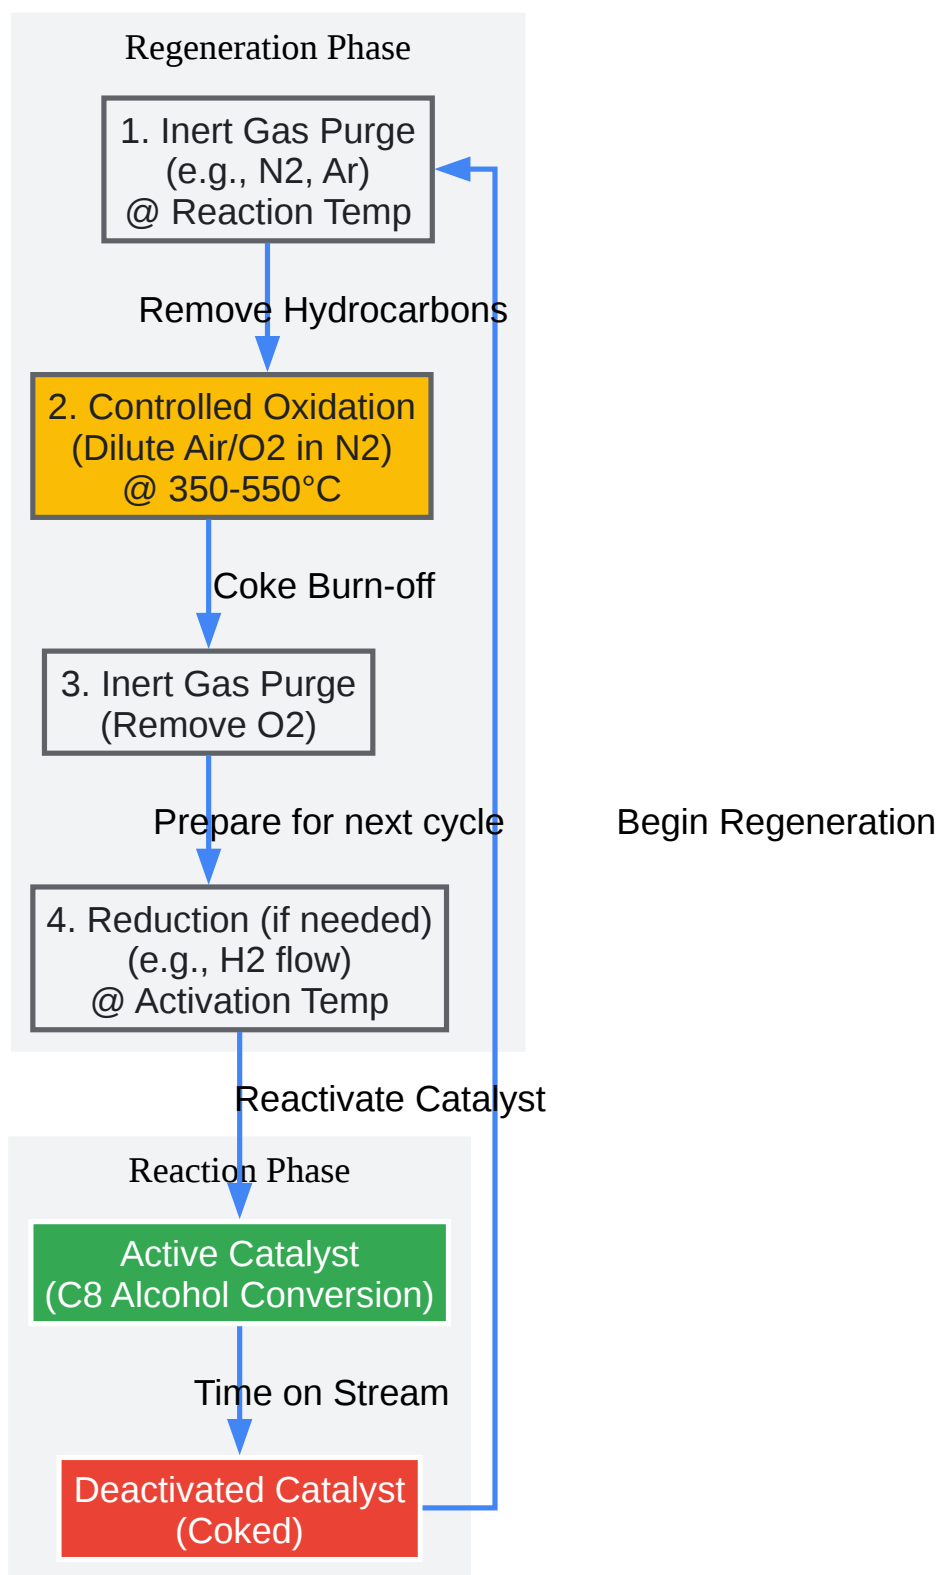 Regeneration Phase
1. Inert Gas Purge
(e.g., N2, Ar)
@ Reaction Temp
Remove Hydrocarbons
2. Controlled Oxidation
(Dilute Air/O2 in N2)
@ 350-550°C
Coke Burn-off
3. Inert Gas Purge
(Remove O2)
Prepare for next cycle
Begin Regeneration
4. Reduction (if needed)
(e.g., H2 flow)
@ Activation Temp
Reactivate Catalyst
Reaction Phase
Active Catalyst
(C8 Alcohol Conversion)
Time on Stream
Deactivated Catalyst
(Coked)